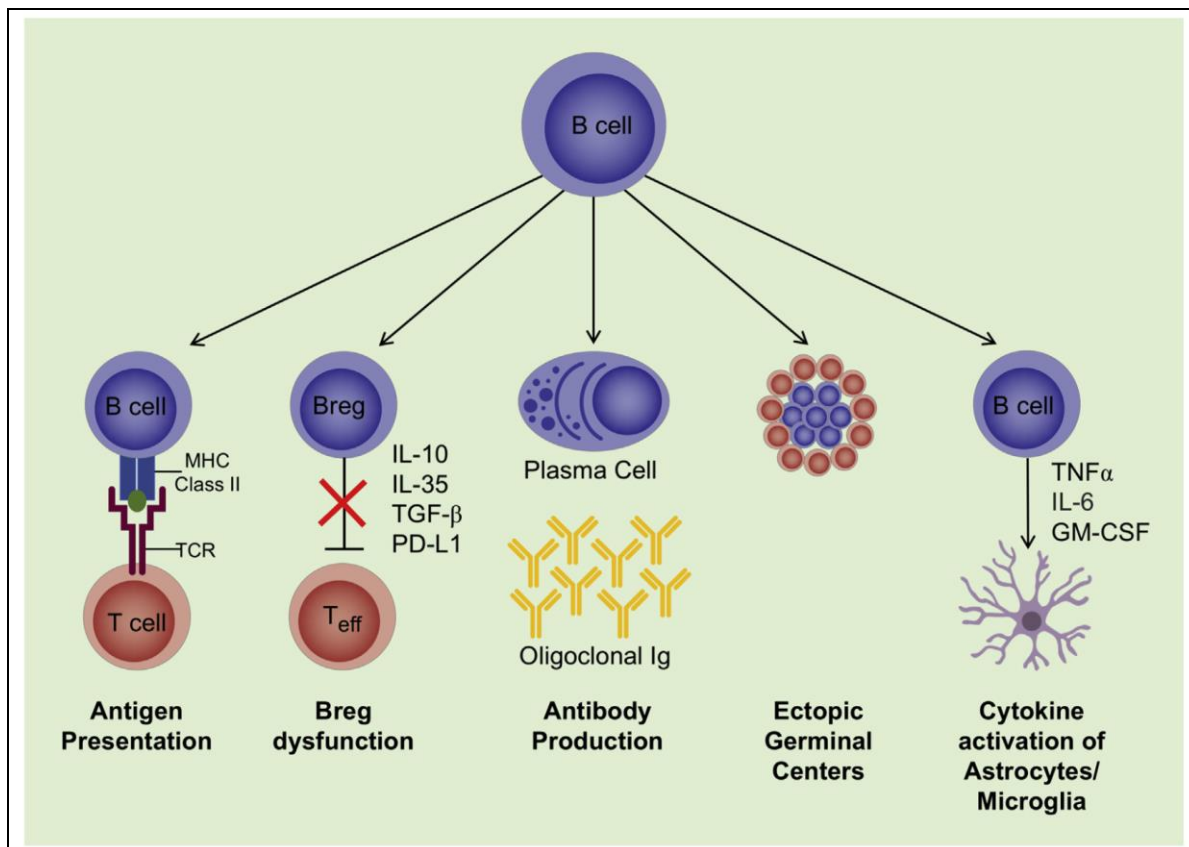 B cell
B cell
MHC
Class II
TCR
T cell
Antigen
Presentation
Breg
IL-10
IL-35
TGF-β
PD-L1
Teff
Breg
dysfunction
Plasma Cell
Oligoclonal Ig
Antibody
Production
Ectopic
Germinal
Centers
B cell
TNFα
IL-6
GM-CSF
Cytokine
activation of
Astrocytes/
Microglia